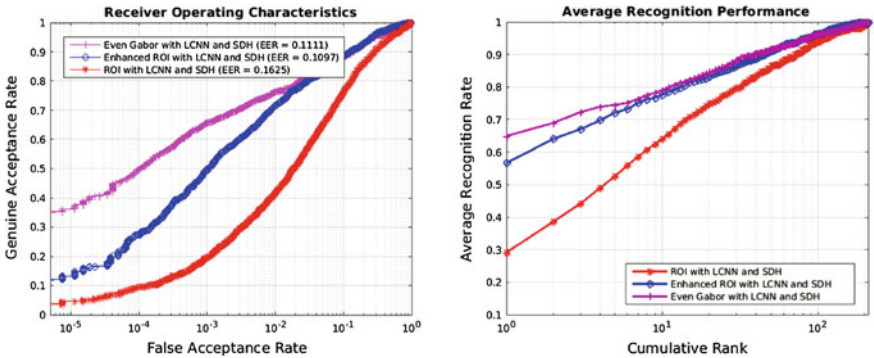 Receiver Operating Characteristics
1
0.9
0.8
0.7
0.6
0.5
0.4
0.3
0.2
0.1
0
Genuine Acceptance Rate
Even Gabor with LCNN and SDH (EER = 0.1111)
Enhanced ROI with LCNN and SDH (EER = 0.1097)
ROI with LCNN and SDH (EER = 0.1625)
10^-5 10^-4 10^-3 10^-2 10^-1 10^0
False Acceptance Rate
Average Recognition Performance
1
0.9
0.8
0.7
0.6
0.5
0.4
0.3
0.2
0.1
Average Recognition Rate
ROI with LCNN and SDH
Enhanced ROI with LCNN and SDH
Even Gabor with LCNN and SDH
10^0 10^1 10^2
Cumulative Rank